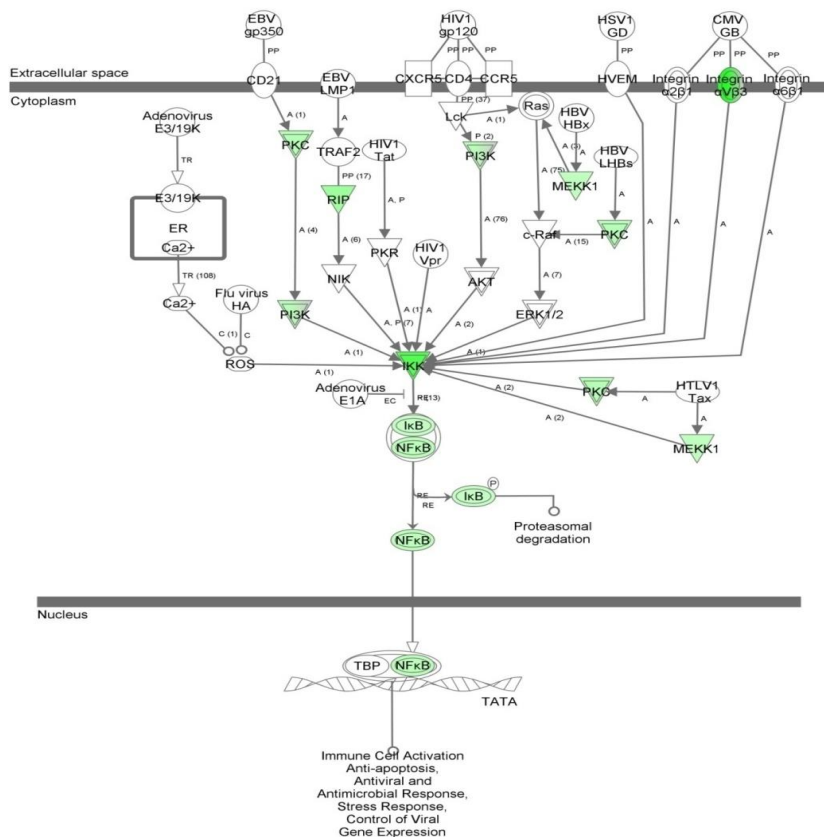 EBV
gp350
HIV1
gp120
HSV1
GD
CMV
GB
PP
PP
PP
PP
PP
PP
PP
PP
Extracellular space
CD21
EBV
LMP1
CXCR5
CD4
CCR5
HVEM
Integrin
α2β1
Integrin
αVβ3
Integrin
α6β1
Cytoplasm
Adenovirus
E3/19K
A (1)
A
PP (37)
Lck
A (1)
Ras
HBV
HBx
PKC
TRAF2
HIV1
Tat
P (2)
PI3K
A (3)
A
HBV
LHBs
TR
PP (17)
A (75)
MEKK1
A
E3/19K
RIP
A, P
A (76)
PKC
A
A
A
A
ER
A (4)
A (6)
c-Raf
A (15)
Ca2+
PKR
HIV1
Vpr
TR (108)
NIK
AKT
A (7)
Ca2+
Flu virus
HA
PI3K
A, P (7)
A (1)
A
A (2)
ERK1/2
C (1)
C
A (1)
A (1)
ROS
A (1)
IKK
Adenovirus
E1A
EC
A (2)
PKC
A
HTLV1
Tax
A (2)
A
MEKK1
IκB
NFκB
RE
RE
IκB
P
Proteasomal
degradation
NFκB
Nucleus
TBP
NFκB
TATA
Immune Cell Activation
Anti-apoptosis,
Antiviral and
Antimicrobial Response,
Stress Response,
Control of Viral
Gene Expression